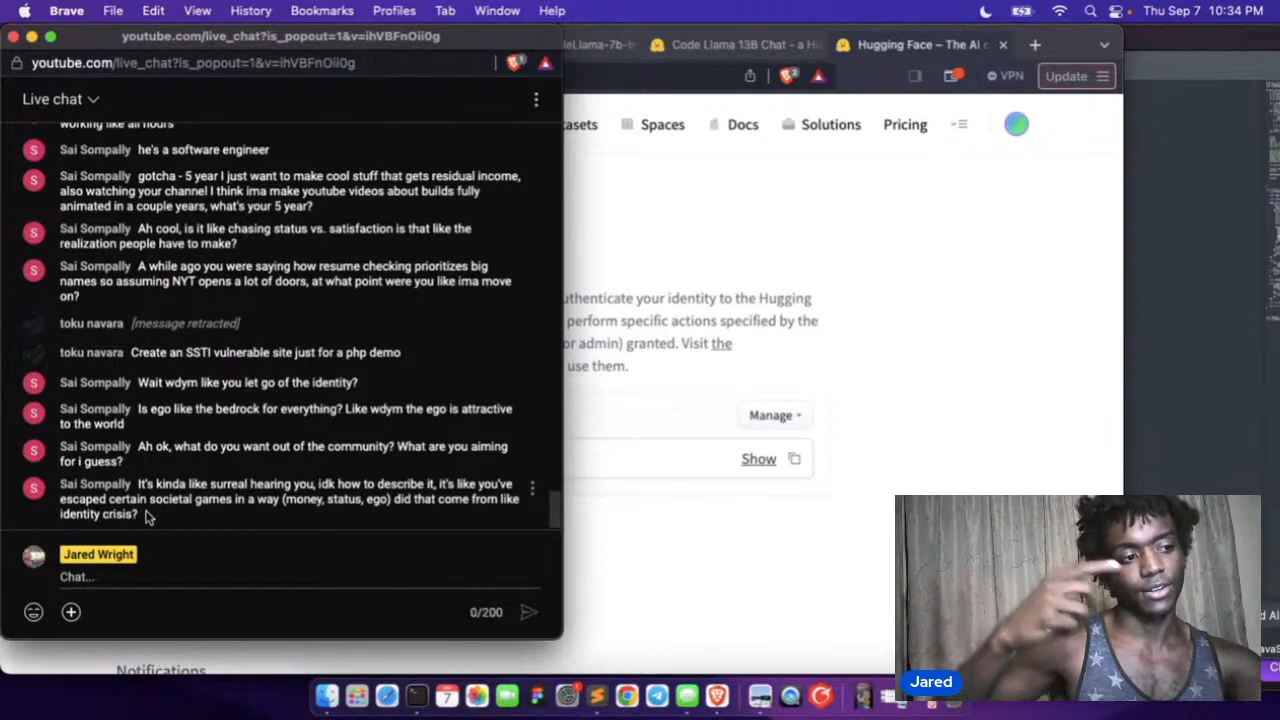 Brave File Edit View History Bookmarks Profiles Tab Window Help Thu Sep 7 10:34 PM
youtube.com/live_chat?is_popout=1&v=ihVBFnOii0g
Code Llama 13B Chat - a H
Hugging Face – The AI c
youtube.com/live_chat?is_popout=1&v=ihVBFnOii0g
VPN
Update
Live chat
asets Spaces Docs Solutions Pricing
working like all hours
S Sai Sompally he's a software engineer
S Sai Sompally gotcha - 5 year I just want to make cool stuff that gets residual income,
also watching your channel I think ima make youtube videos about builds fully
animated in a couple years, what's your 5 year?
S Sai Sompally Ah cool, is it like chasing status vs. satisfaction is that like the
realization people have to make?
S Sai Sompally A while ago you were saying how resume checking prioritizes big
names so assuming NYT opens a lot of doors, at what point were you like ima move
on?
toku navara [message retracted]
toku navara Create an SSTI vulnerable site just for a php demo
S Sai Sompally Wait wdym like you let go of the identity?
S Sai Sompally Is ego like the bedrock for everything? Like wdym the ego is attractive
to the world
S Sai Sompally Ah ok, what do you want out of the community? What are you aiming
for i guess?
S Sai Sompally It's kinda like surreal hearing you, idk how to describe it, it's like you've
escaped certain societal games in a way (money, status, ego) did that come from like
identity crisis?
Jared Wright
Chat...
0/200
uthenticate your identity to the Hugging
perform specific actions specified by the
or admin) granted. Visit the
use them.
Manage
Show
Notifications
Jared